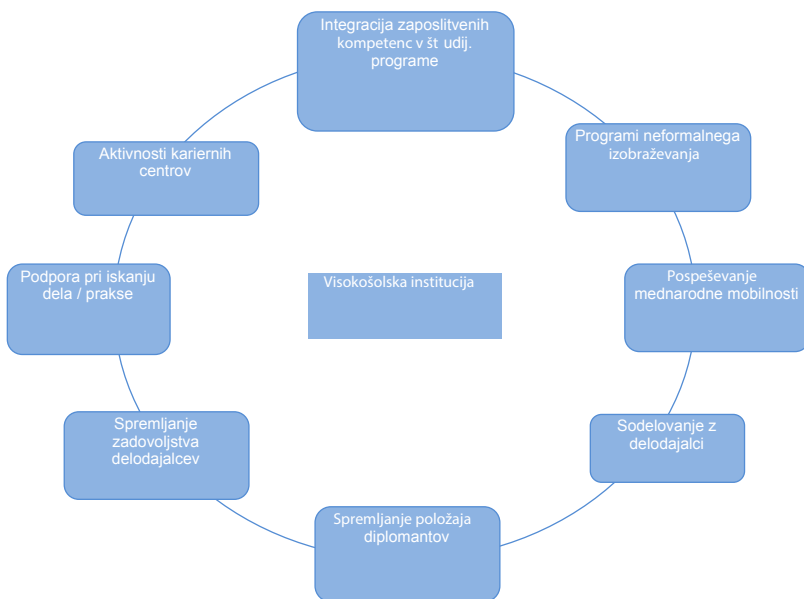 Integracija zaposlitvenih
kompetenc v št udij.
programe
Programi neformalnega
izobraževanja
Aktivnosti kariernih
centrov
Podpora pri iskanju
dela / prakse
Visokošolska institucija
Pospeševanje
mednarodne mobilnosti
Spremljanje
zadovoljstva
delodajalcev
Sodelovanje z
delodajalci
Spremljanje položaja
diplomantov